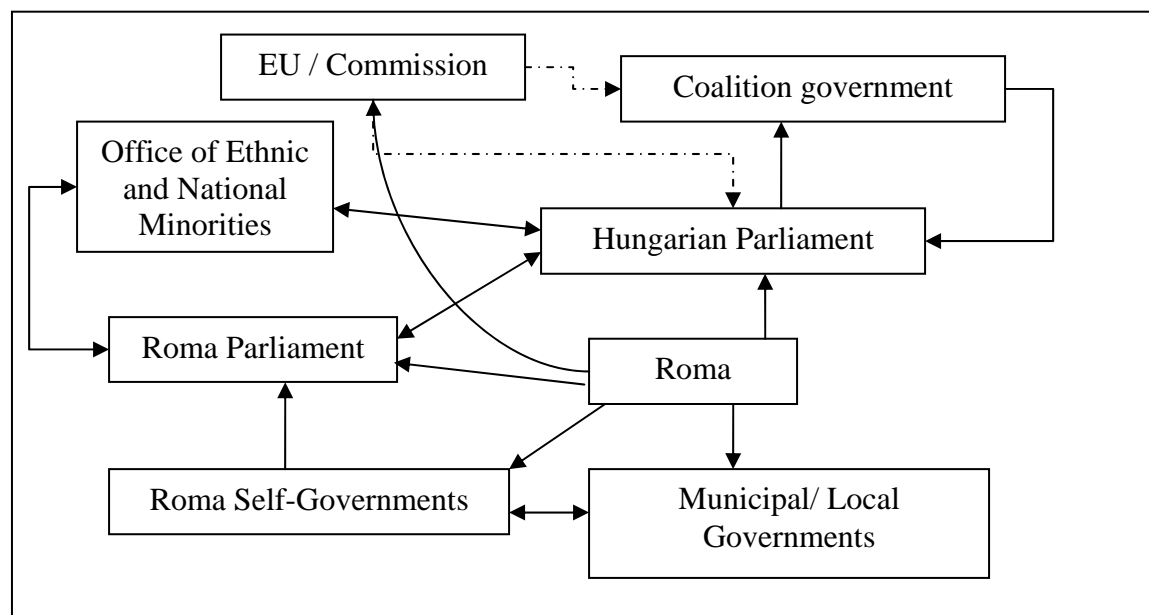 EU / Commission
Coalition government
Office of Ethnic
and National
Minorities
Hungarian Parliament
Roma Parliament
Roma
Roma Self-Governments
Municipal/ Local
Governments